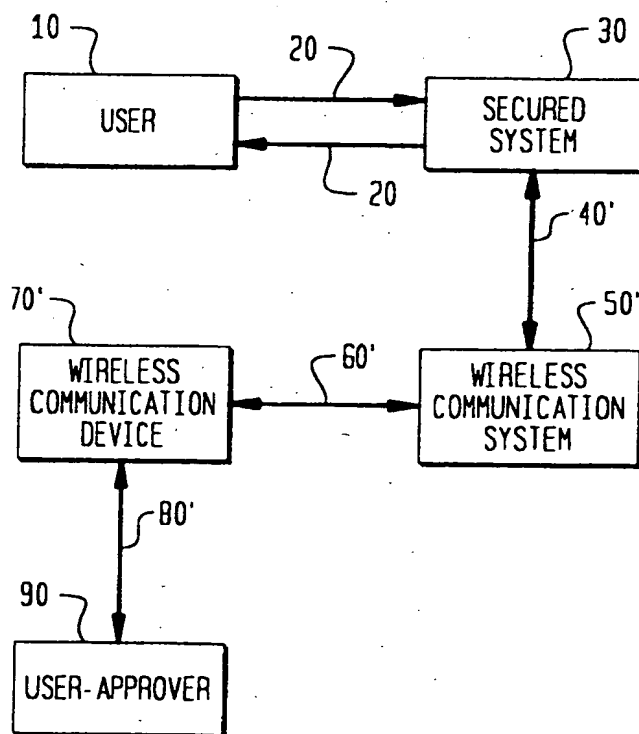 10
20
30
USER
SECURED
SYSTEM
20
40'
70'
50'
60'
WIRELESS
COMMUNICATION
DEVICE
WIRELESS
COMMUNICATION
SYSTEM
80'
90
USER-APPROVER